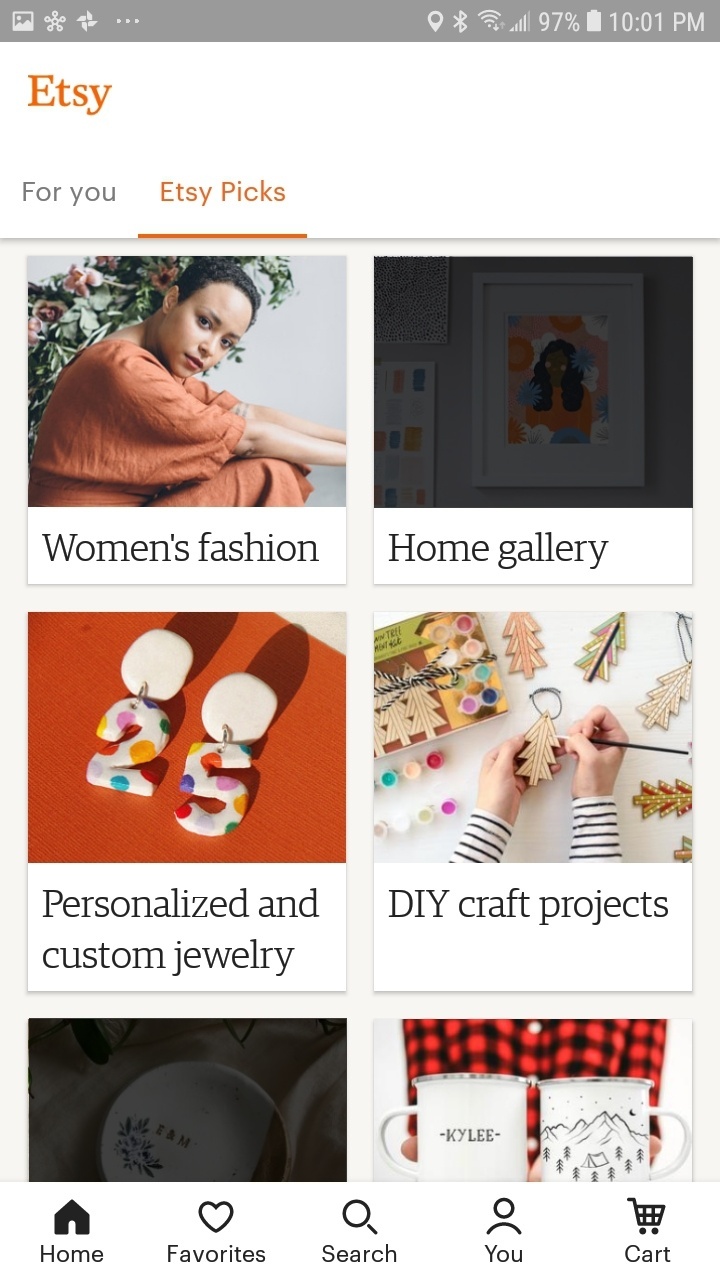 97% 10:01 PM
Etsy
For you
Etsy Picks
Women's fashion
Home gallery
Personalized and
custom jewelry
DIY craft projects
E&M
-KYLEE-
Home
Favorites
Search
You
Cart